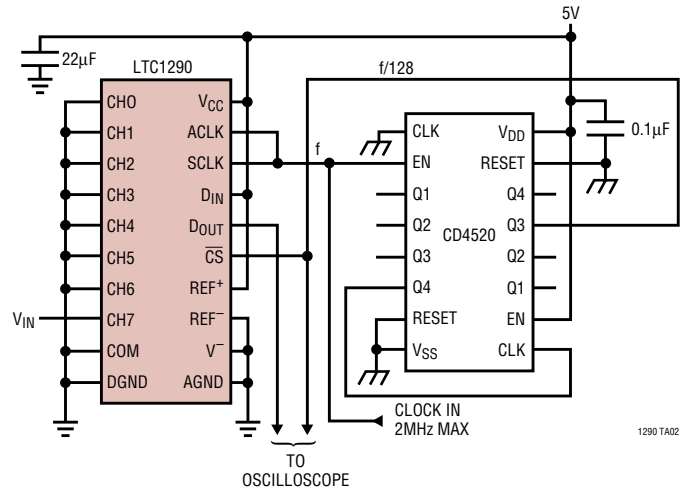 5V
22µF
f/128
LTC1290
CHO
CH1
CH2
CH3
CH4
CH5
CH6
CH7
COM
DGND
VCC
ACLK
SCLK
DIN
DOUT
CS
REF+
REF–
V–
AGND
VIN
f
CLK
EN
Q1
Q2
Q3
Q4
RESET
VSS
CD4520
VDD
RESET
Q4
Q3
Q2
Q1
EN
CLK
0.1µF
CLOCK IN
2MHz MAX
TO
OSCILLOSCOPE
1290 TA02